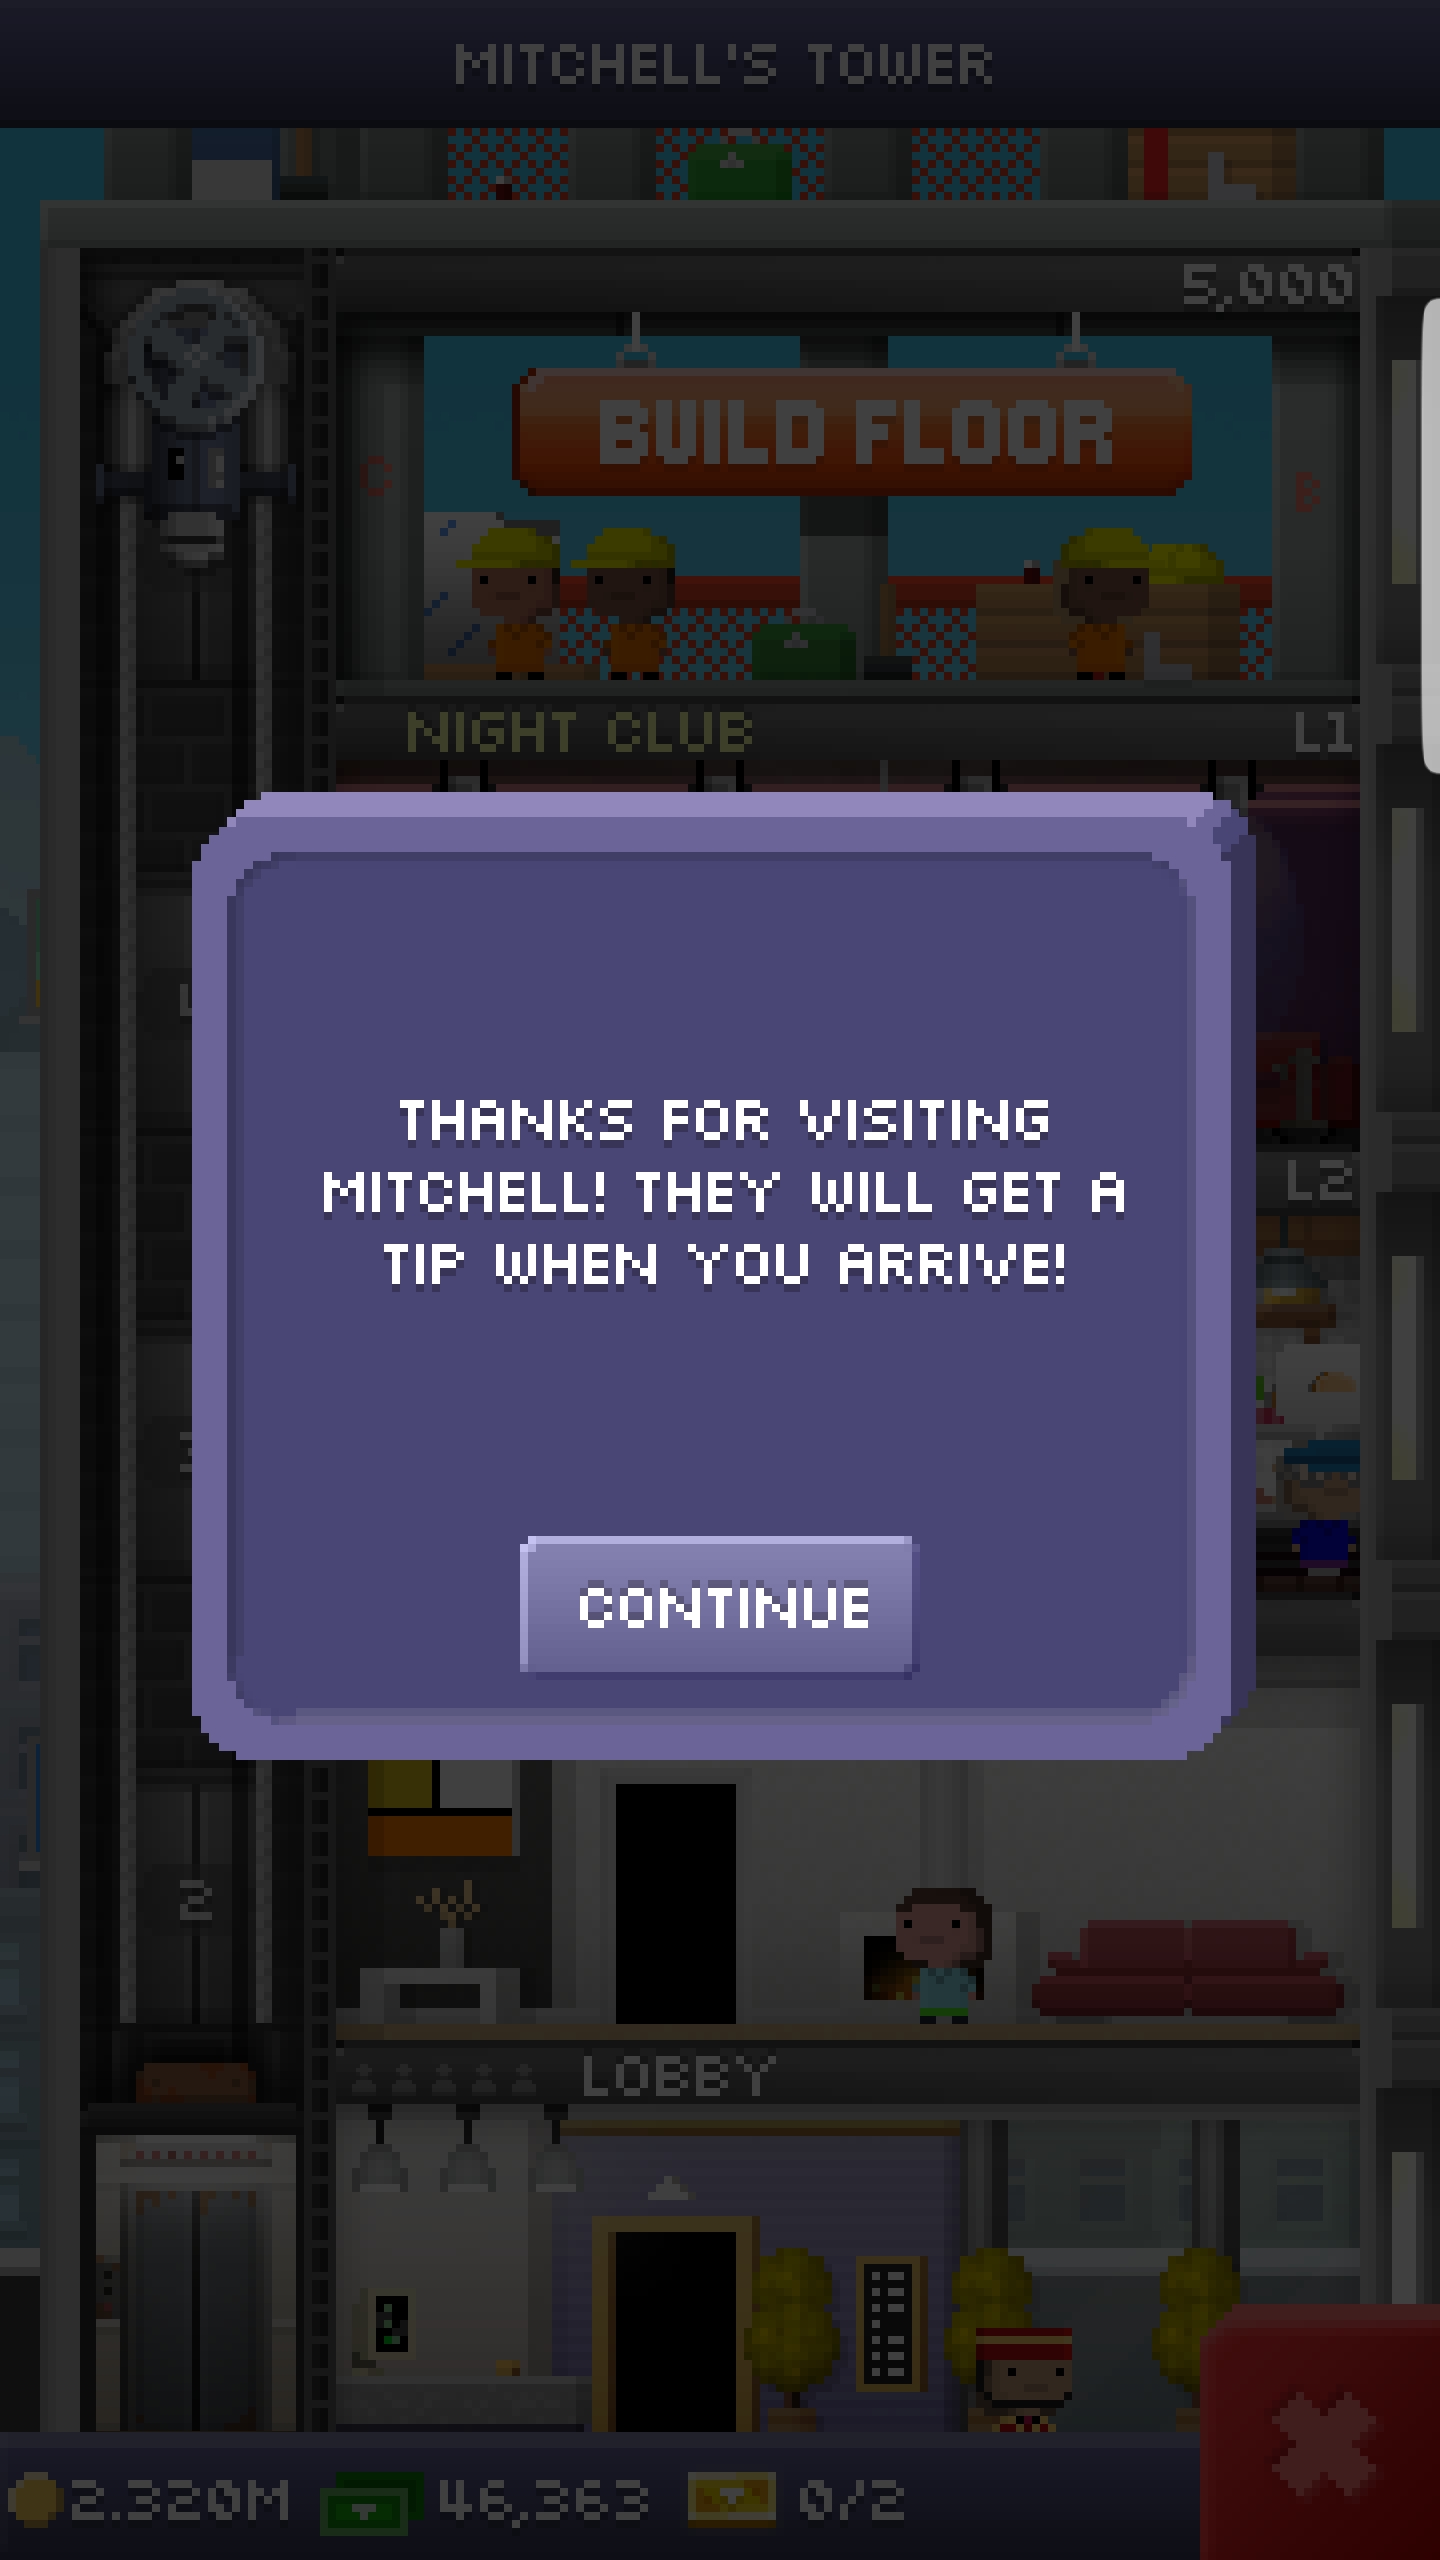 MITCHELL'S TOWER
5,000
BUILD FLOOR
C
B
NIGHT CLUB
L1
THANKS FOR VISITING
MITCHELL! THEY WILL GET A
TIP WHEN YOU ARRIVE!
L2
CONTINUE
2
LOBBY
2.320M
46,363
0/2